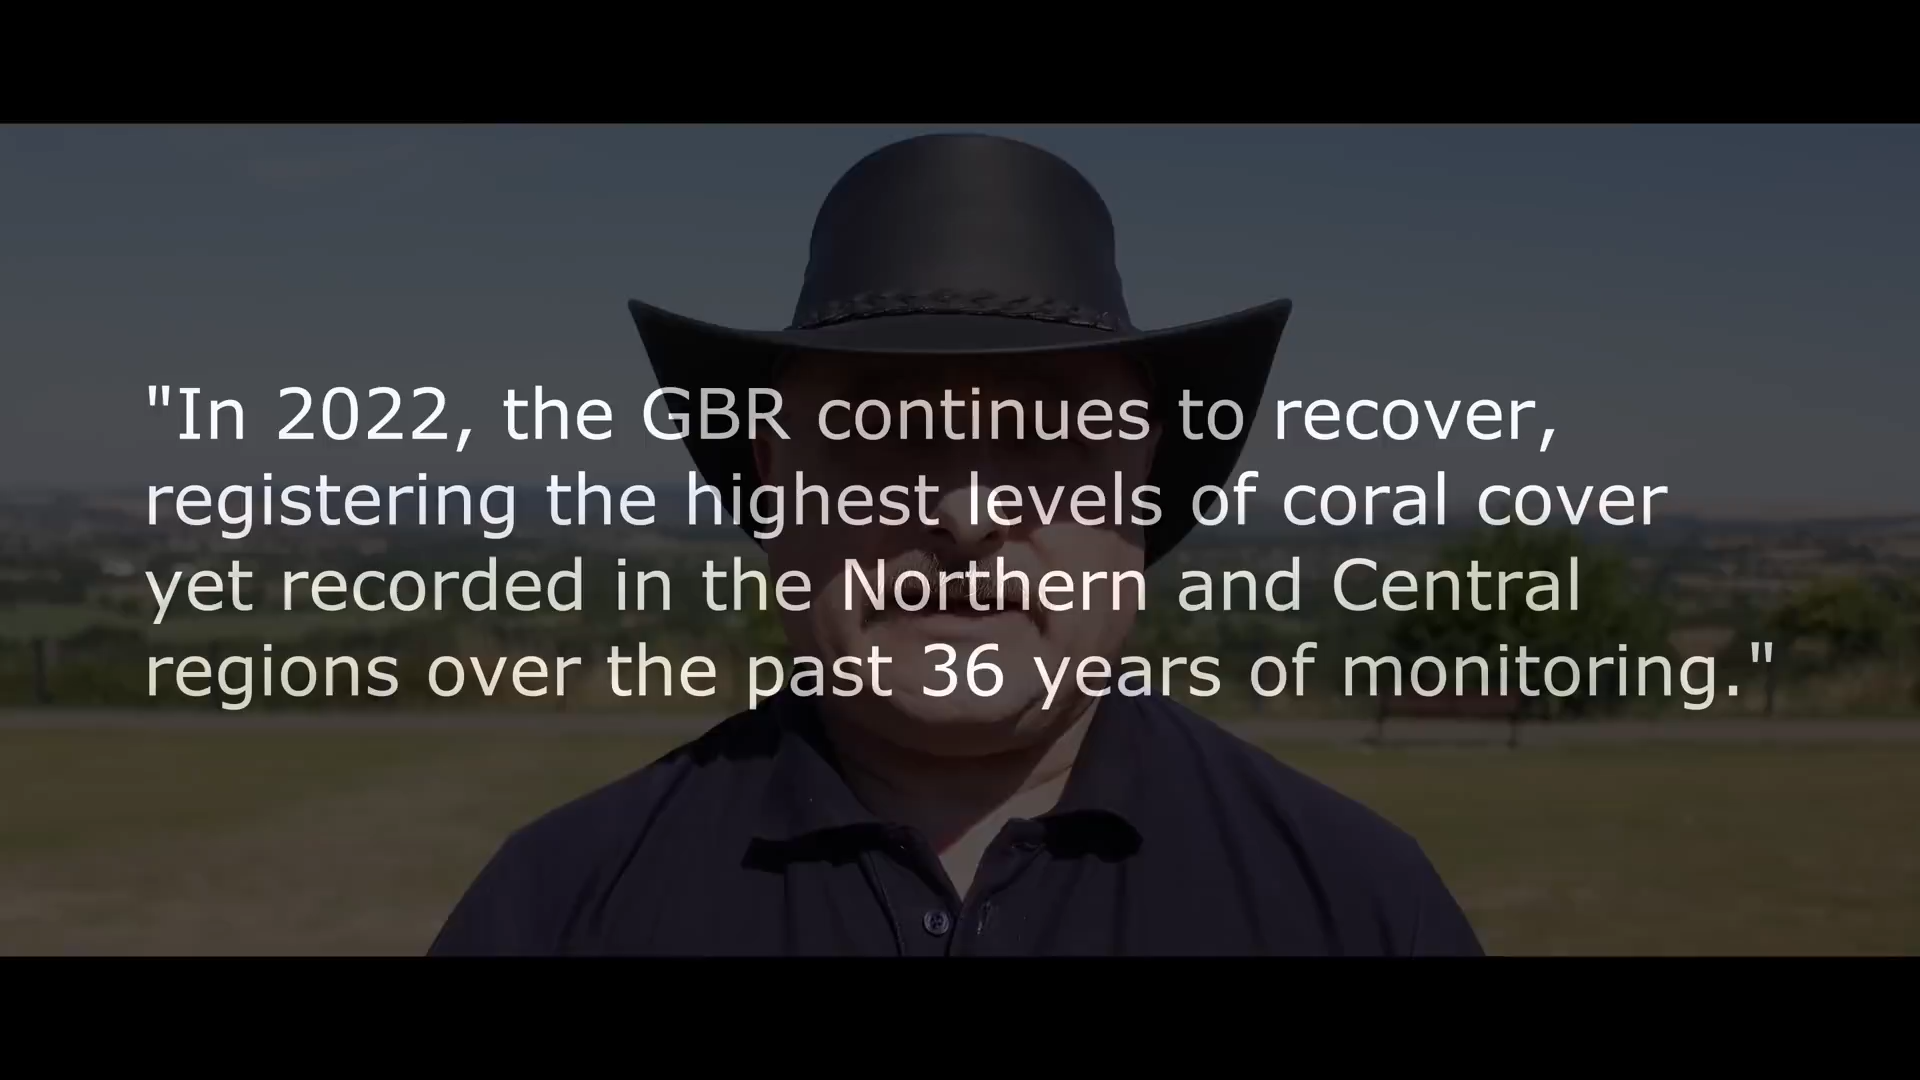 "In 2022, the GBR continues to recover,
registering the highest levels of coral cover
yet recorded in the Northern and Central
regions over the past 36 years of monitoring."